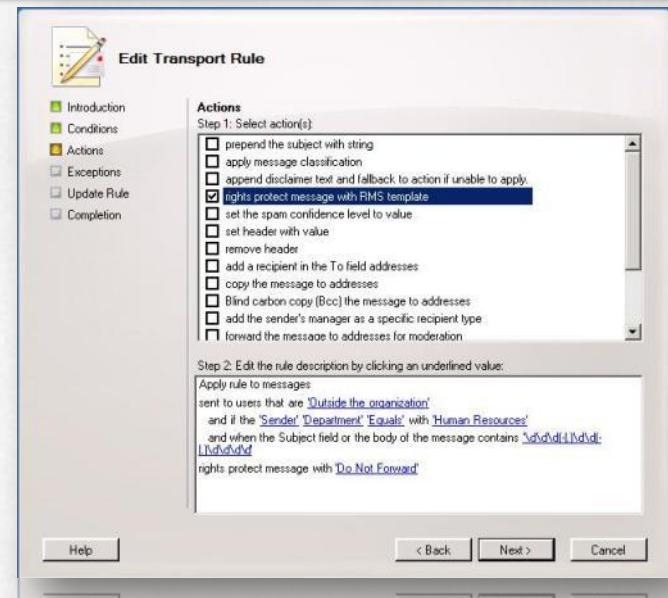 Edit Transport Rule
Introduction
Conditions
Actions
Exceptions
Update Rule
Completion
Actions
Step 1: Select action(s):
prepend the subject with string
apply message classification
append disclaimer text and fallback to action if unable to apply.
rights protect message with RMS template
set the spam confidence level to value
set header with value
remove header
add a recipient in the To field addresses
copy the message to addresses
Blind carbon copy (Bcc) the message to addresses
add the sender's manager as a specific recipient type
forward the message to addresses for moderation
Step 2: Edit the rule description by clicking an underlined value:
Apply rule to messages
sent to users that are 'Outside the organization'
and if the 'Sender' 'Department' 'Equals' with 'Human Resources'
and when the Subject field or the body of the message contains
rights protect message with 'Do Not Forward'
Help
< Back
Next >
Cancel